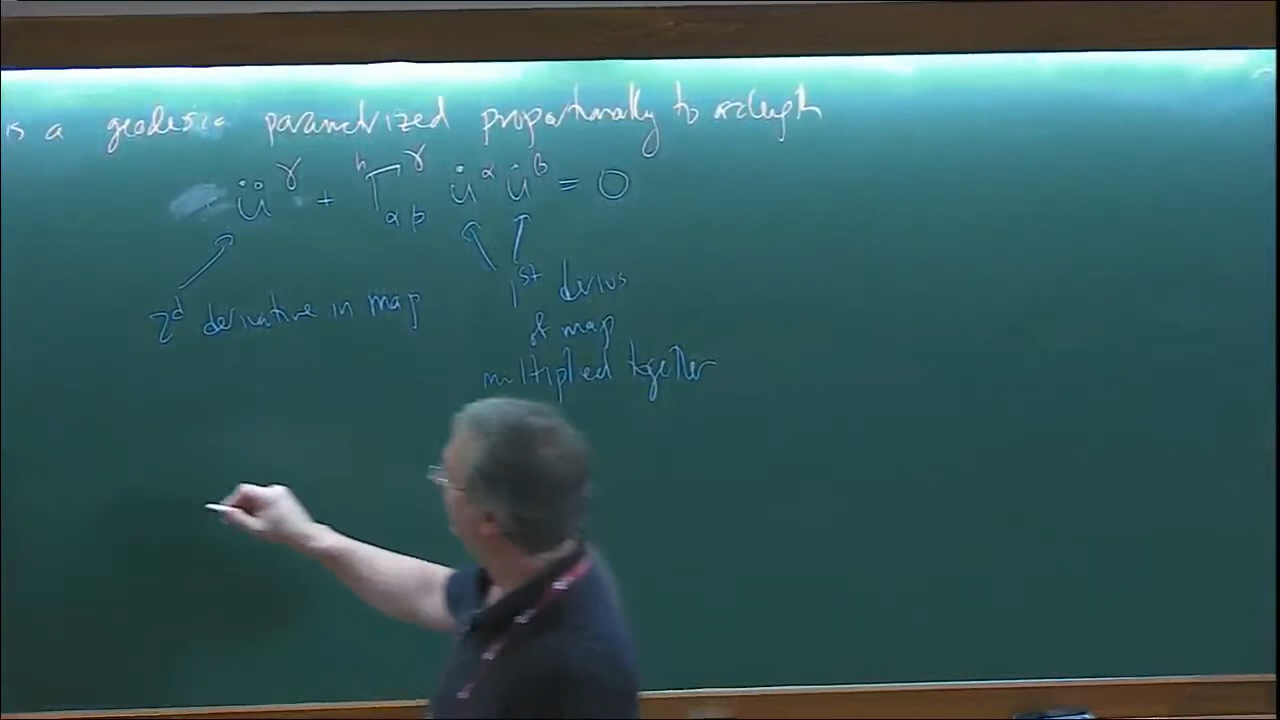 is a geodesic parametrized proportionally to arclength
ü^γ + ^hΓ^γ_αβ u̇^α u̇^β = 0
2^d derivative in map
1^st derivs
of map
multiplied together